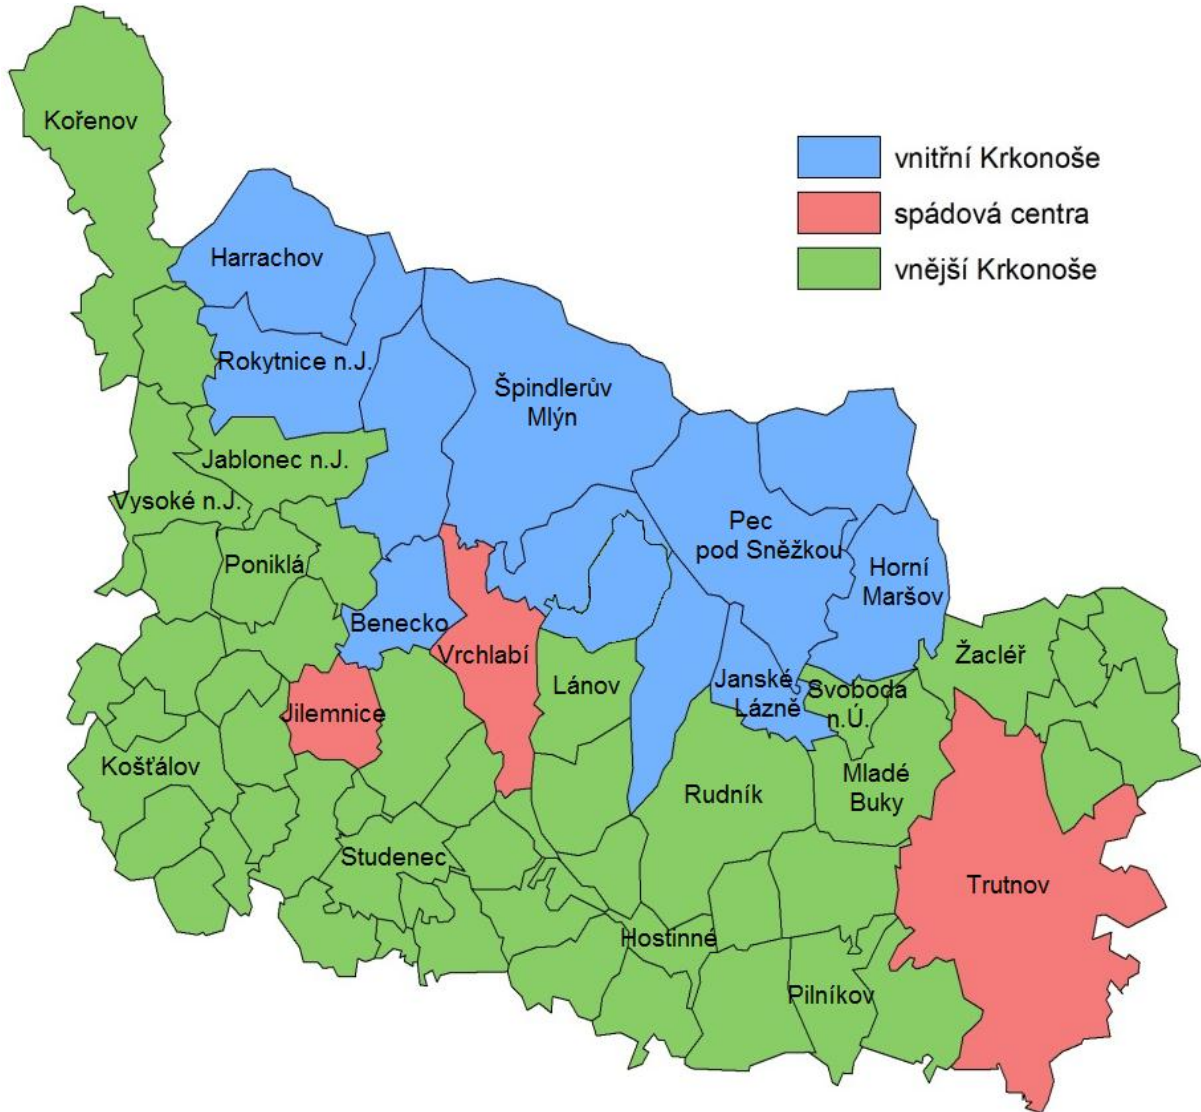 Kořenov
vnitřní Krkonoše
spádová centra
vnější Krkonoše
Harrachov
Rokytnice n.J.
Špindlerův
Mlýn
Jablonec n.J.
Vysoké n.J.
Pec
pod Sněžkou
Poniklá
Horní
Maršov
Benecko
Vrchlabí
Žacléř
Lánov
Janské
Lázně
Svoboda
n.Ú.
Jilemnice
Košťálov
Mladé
Buky
Rudník
Studenec
Trutnov
Hostinné
Pilníkov